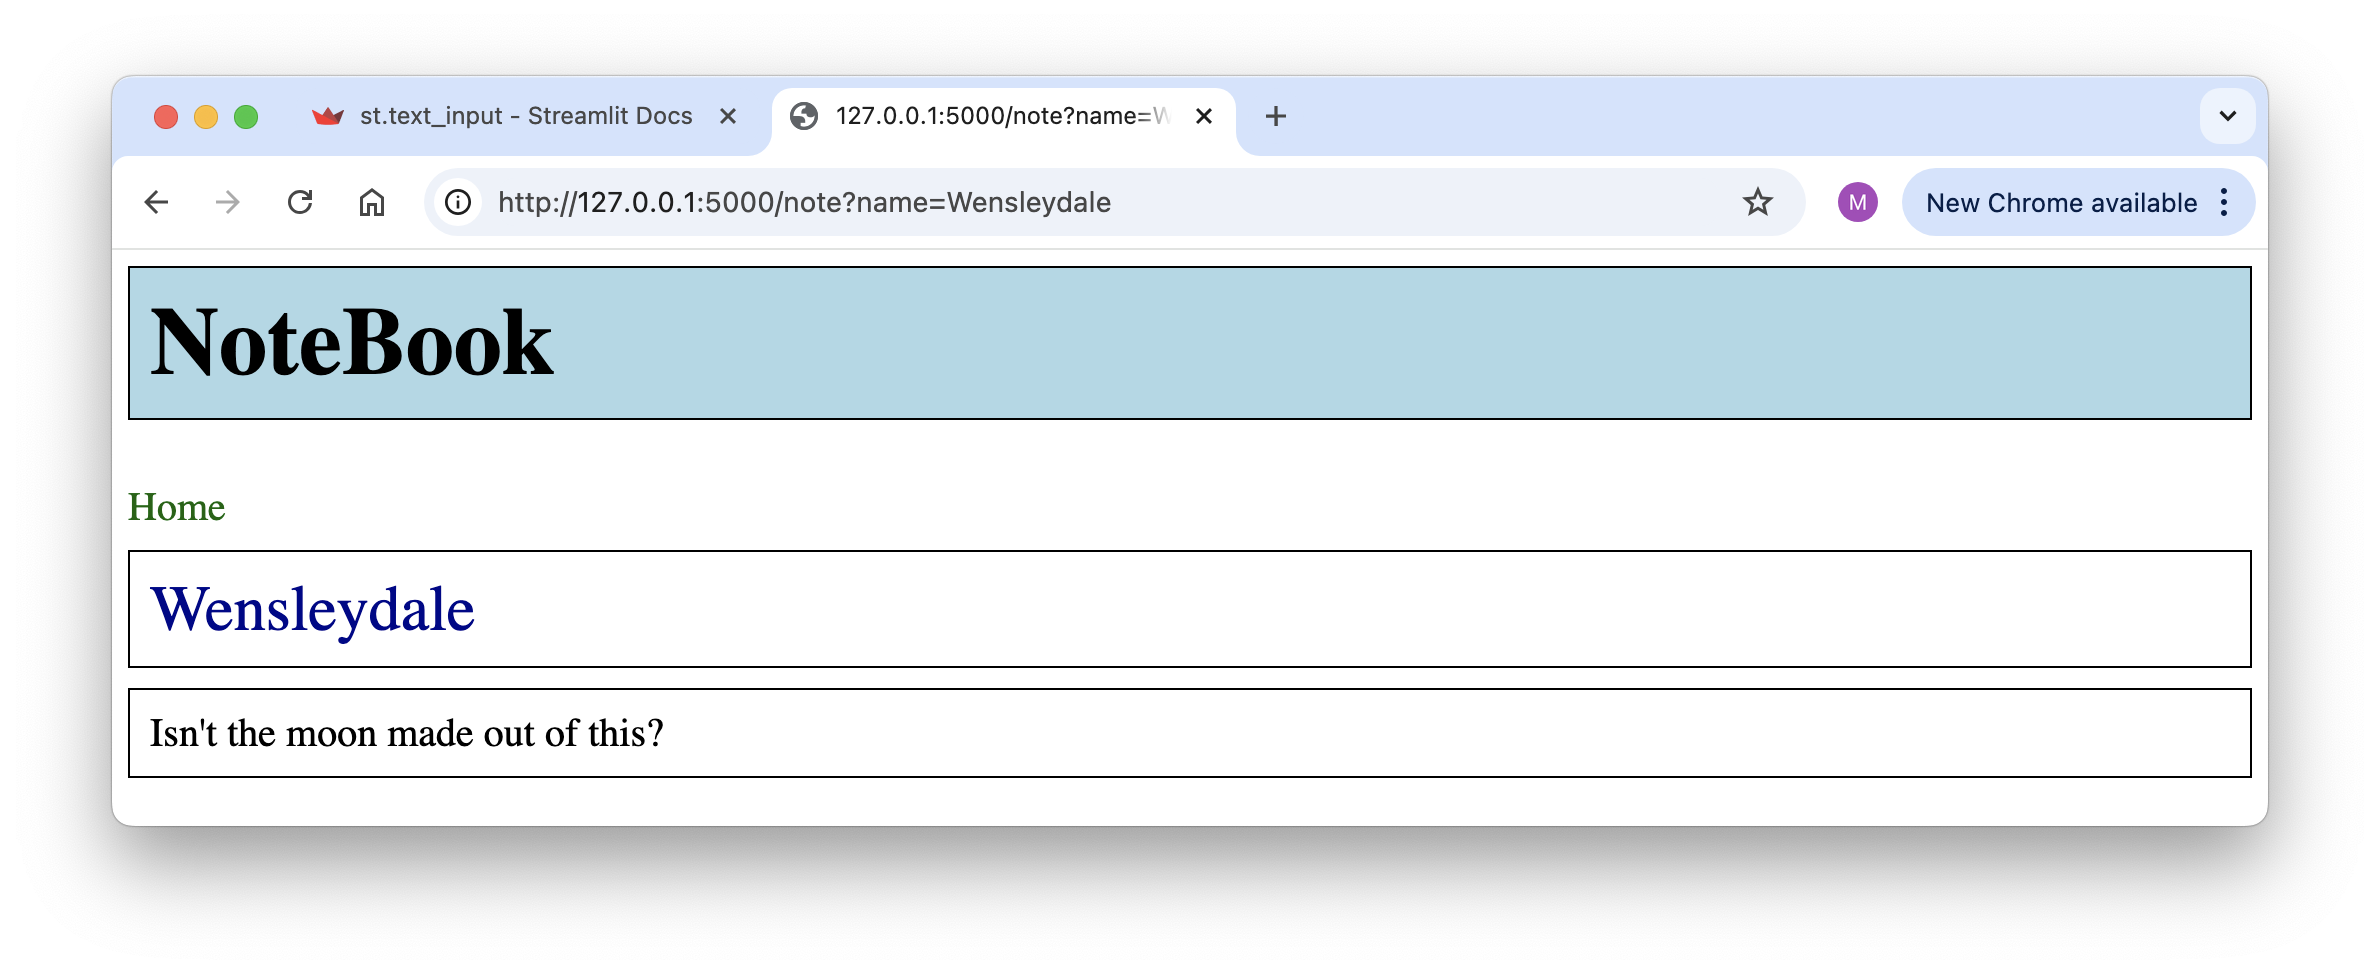 st.text_input - Streamlit Docs
127.0.0.1:5000/note?name=W
http://127.0.0.1:5000/note?name=Wensleydale
M
New Chrome available
NoteBook
Home
Wensleydale
Isn't the moon made out of this?